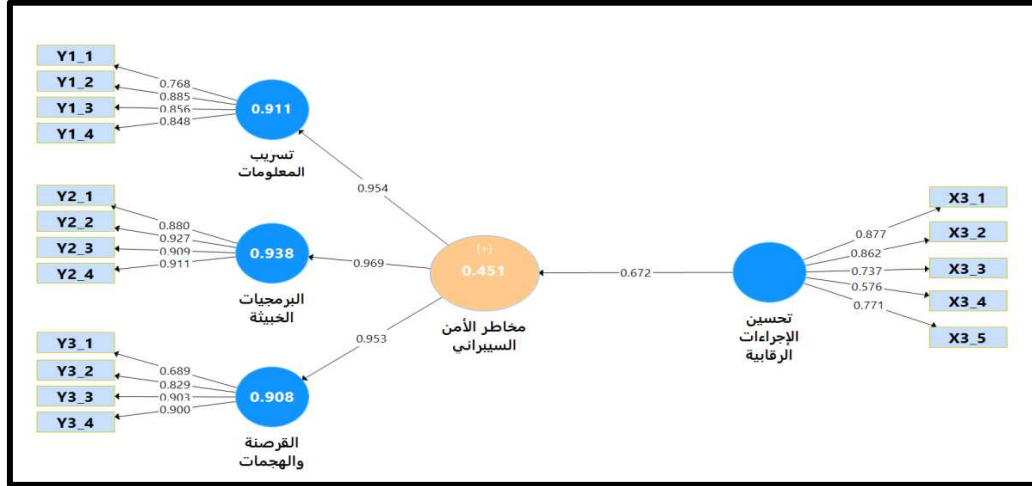 Y1_1
Y1_2
Y1_3
Y1_4
0.768
0.885
0.856
0.848
0.911
تسريب
المعلومات
0.954
Y2_1
Y2_2
Y2_3
Y2_4
0.880
0.927
0.909
0.911
0.938
البرمجيات
الخبيثة
0.969
Y3_1
Y3_2
Y3_3
Y3_4
0.689
0.829
0.903
0.900
0.908
القرصنة
والهجمات
0.953
[+]
0.451
مخاطر الأمن
السيبراني
0.672
تحسين
الإجراءات
الرقابية
0.877
0.862
0.737
0.576
0.771
X3_1
X3_2
X3_3
X3_4
X3_5